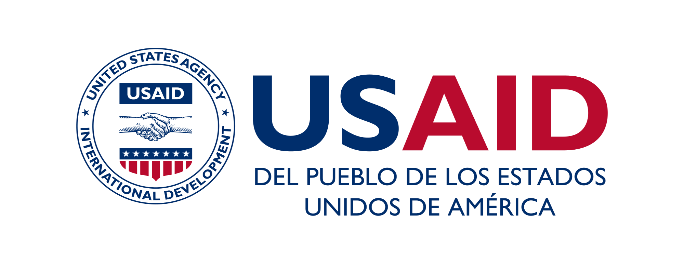 UNITED STATES AGENCY
USAID
INTERNATIONAL DEVELOPMENT
USAID
DEL PUEBLO DE LOS ESTADOS
UNIDOS DE AMÉRICA